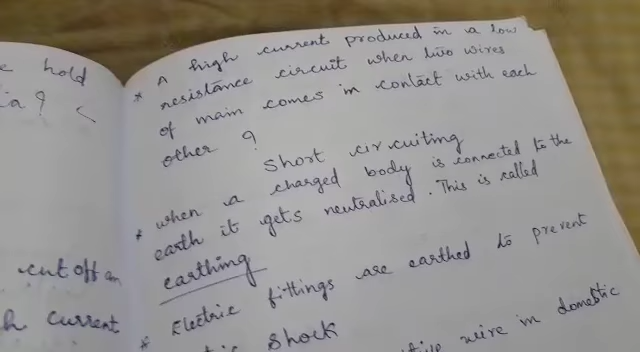 e hold
ia ?
cut off an
h current
* A high current produced in a low
resistance circuit when two wires
of main comes in contact with each
other ?
short circuiting
* when a charged body is connected to the
earth it gets neutralised. This is called
earthing
* Electric fittings are earthed to prevent
shock
wire in domestic